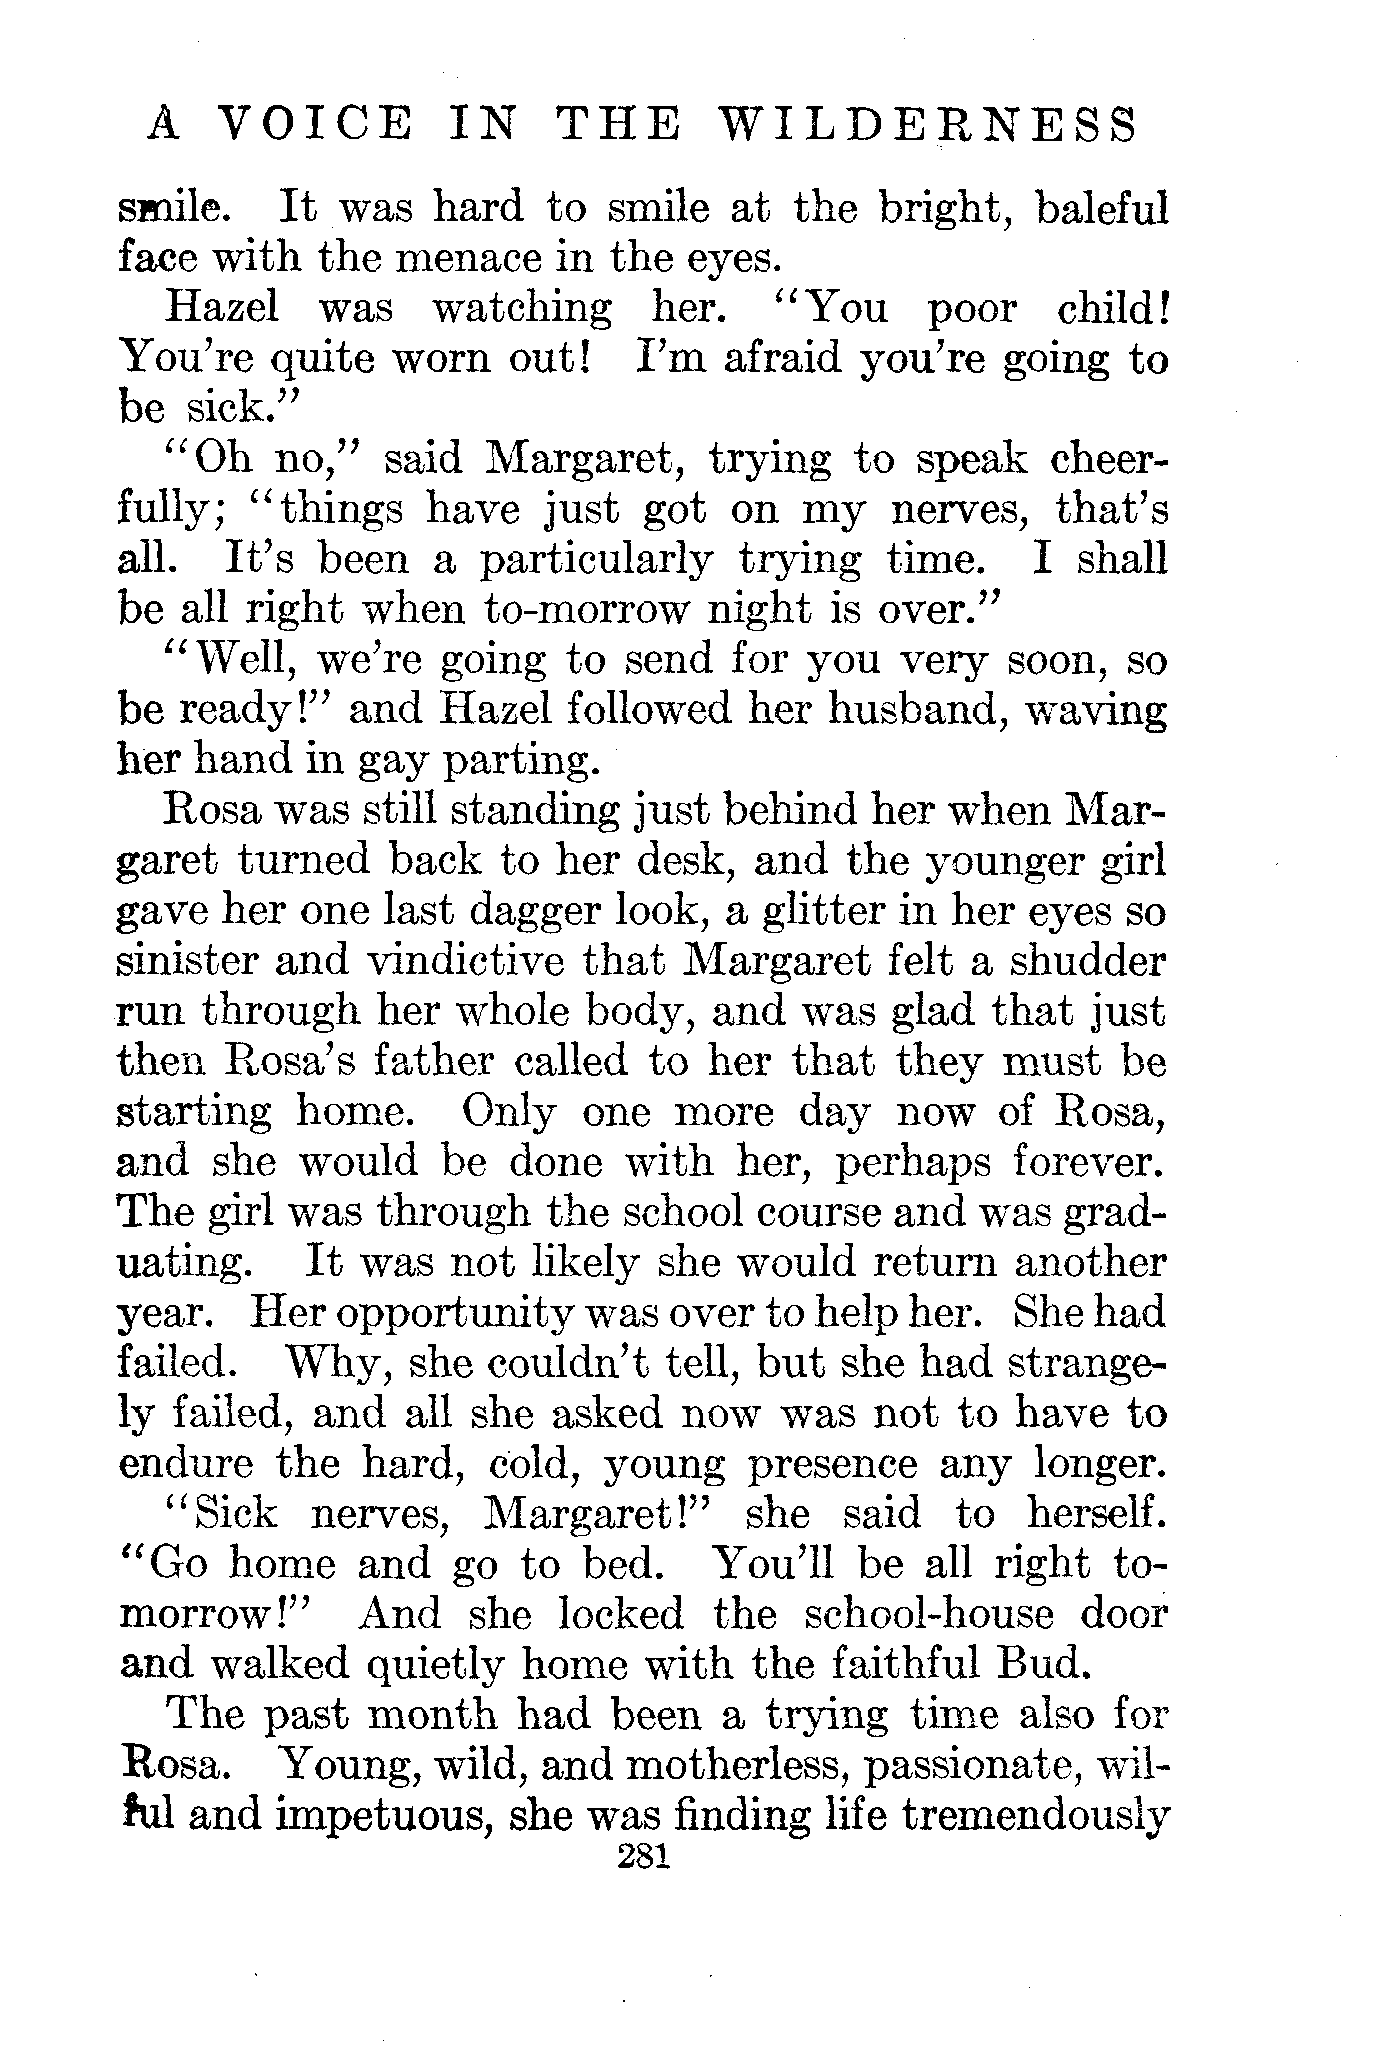 A VOICE IN THE WILDERNESS
smile. It was hard to smile at the bright, baleful
face with the menace in the eyes.
Hazel was watching her. "You poor child!
You're quite worn out! I'm afraid you're going to
be sick."
"Oh no," said Margaret, trying to speak cheer-
fully; "things have just got on my nerves, that's
all. It's been a particularly trying time. I shall
be all right when to-morrow night is over."
"Well, we're going to send for you very soon, so
be ready!" and Hazel followed her husband, waving
her hand in gay parting.
Rosa was still standing just behind her when Mar-
garet turned back to her desk, and the younger girl
gave her one last dagger look, a glitter in her eyes so
sinister and vindictive that Margaret felt a shudder
run through her whole body, and was glad that just
then Rosa's father called to her that they must be
starting home. Only one more day now of Rosa,
and she would be done with her, perhaps forever.
The girl was through the school course and was grad-
uating. It was not likely she would return another
year. Her opportunity was over to help her. She had
failed. Why, she couldn't tell, but she had strange-
ly failed, and all she asked now was not to have to
endure the hard, cold, young presence any longer.
"Sick nerves, Margaret!" she said to herself.
"Go home and go to bed. You'll be all right to-
morrow!" And she locked the school-house door
and walked quietly home with the faithful Bud.
The past month had been a trying time also for
Rosa. Young, wild, and motherless, passionate, wil-
ful and impetuous, she was finding life tremendously
281